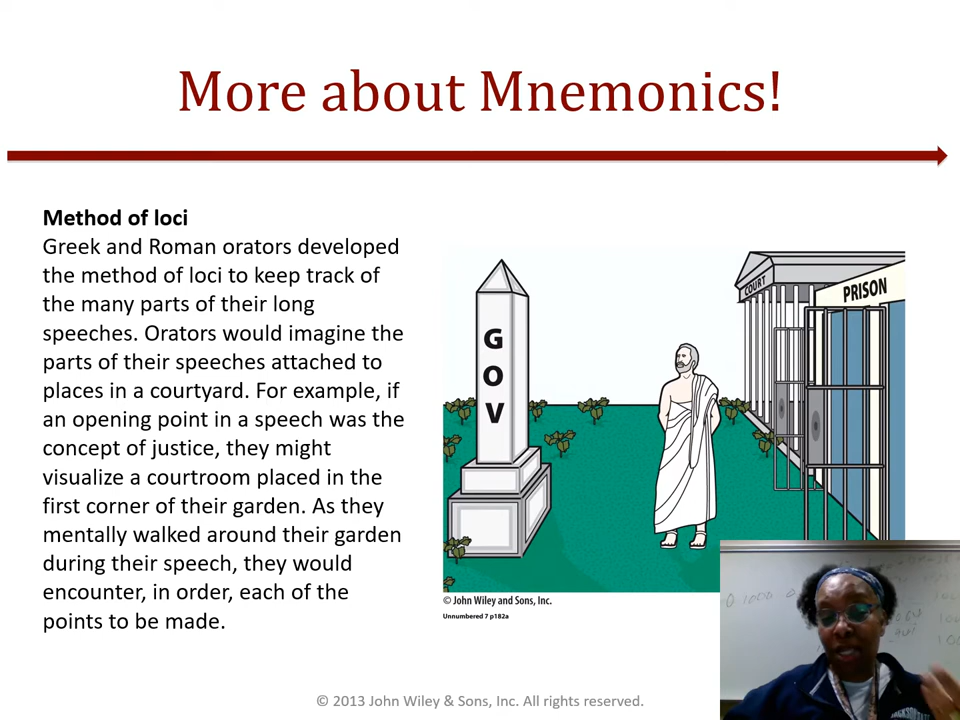 More about Mnemonics!
Method of loci
Greek and Roman orators developed
the method of loci to keep track of
the many parts of their long
speeches. Orators would imagine the
parts of their speeches attached to
places in a courtyard. For example, if
an opening point in a speech was the
concept of justice, they might
visualize a courtroom placed in the
first corner of their garden. As they
mentally walked around their garden
during their speech, they would
encounter, in order, each of the
points to be made.
G
O
V
COURT
PRISON
© John Wiley and Sons, Inc.
Unnumbered 7 p182a
© 2013 John Wiley & Sons, Inc. All rights reserved.